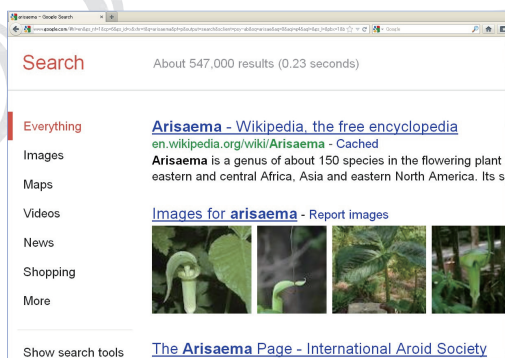 arisaema - Google Search
Search
About 547,000 results (0.23 seconds)
Everything
Images
Maps
Videos
News
Shopping
More
Show search tools
Arisaema - Wikipedia, the free encyclopedia
en.wikipedia.org/wiki/Arisaema - Cached
Arisaema is a genus of about 150 species in the flowering plant
eastern and central Africa, Asia and eastern North America. Its s
Images for arisaema - Report images
The Arisaema Page - International Aroid Society